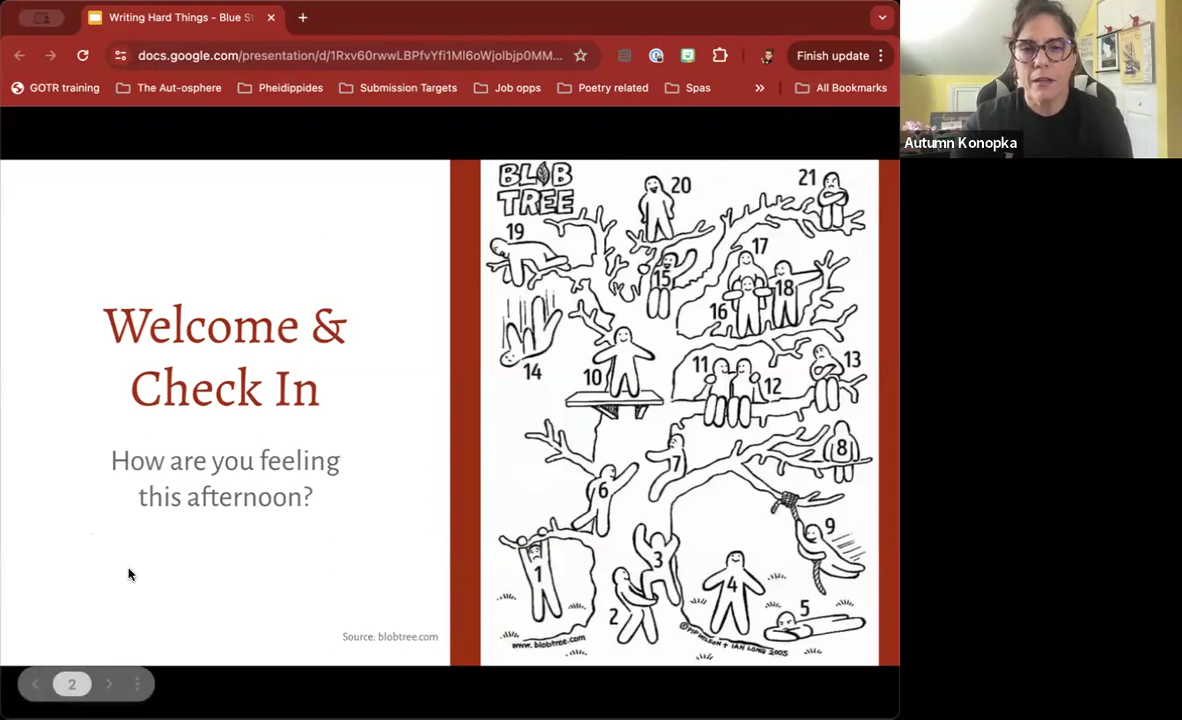 Writing Hard Things - Blue St
docs.google.com/presentation/d/1Rxv60rwwLBPfvYfi1Ml6oWjolbjp0MM...
Finish update
GOTR training
The Aut-osphere
Pheidippides
Submission Targets
Job opps
Poetry related
Spas
All Bookmarks
Autumn Konopka
Welcome &
Check In
How are you feeling
this afternoon?
Source: blobtree.com
2
BLOB
TREE
20
21
19
17
15
18
16
14
10
11
12
13
8
7
6
9
3
1
4
2
5
www.blobtree.com
©PIP WILSON + IAN LONG 2005